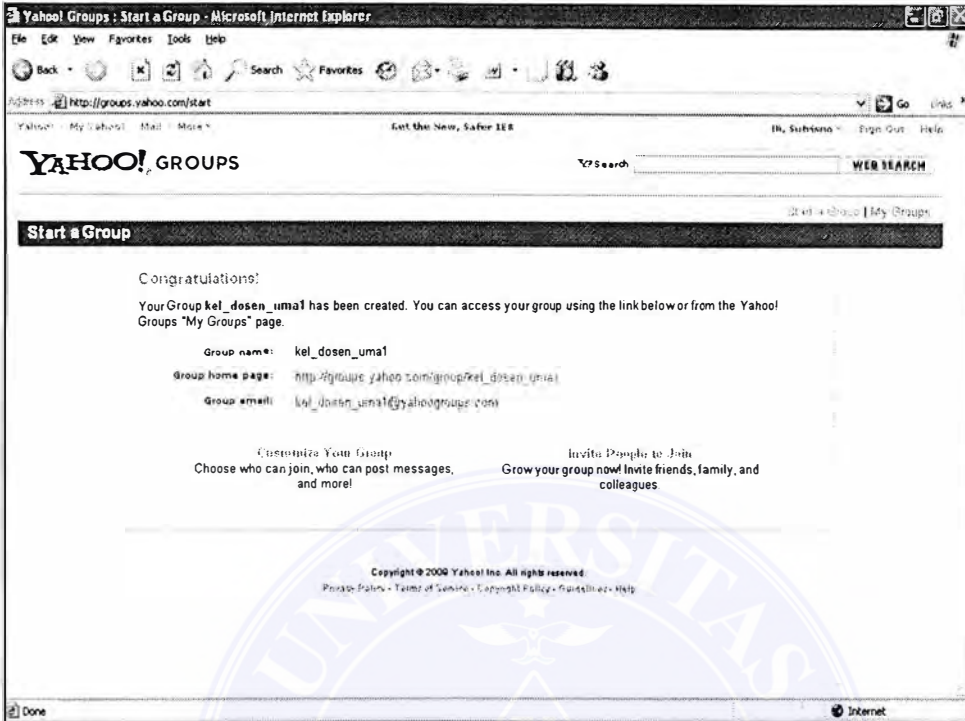 Yahoo! Groups : Start a Group - Microsoft Internet Explorer
File Edit View Favorites Tools Help
Back Search Favorites
Address http://groups.yahoo.com/start Go Links
Yahoo! My Yahoo! Mail More Get the New, Safer IE8 Hi, Sutrisno Sign Out Help
YAHOO! GROUPS Y! Search WEB SEARCH
Start a Group | My Groups
Start a Group
Congratulations!
Your Group kel_dosen_uma1 has been created. You can access your group using the link below or from the Yahoo!
Groups "My Groups" page.
Group name: kel_dosen_uma1
Group home page: http://groups.yahoo.com/group/kel_dosen_uma1
Group email: kel_dosen_uma1@yahoogroups.com
Customize Your Group Invite People to Join
Choose who can join, who can post messages, Grow your group now! Invite friends, family, and
and more! colleagues.
Copyright © 2009 Yahoo! Inc. All rights reserved.
Privacy Policy - Terms of Service - Copyright Policy - Guidelines - Help
UNIVERSITAS
Done Internet